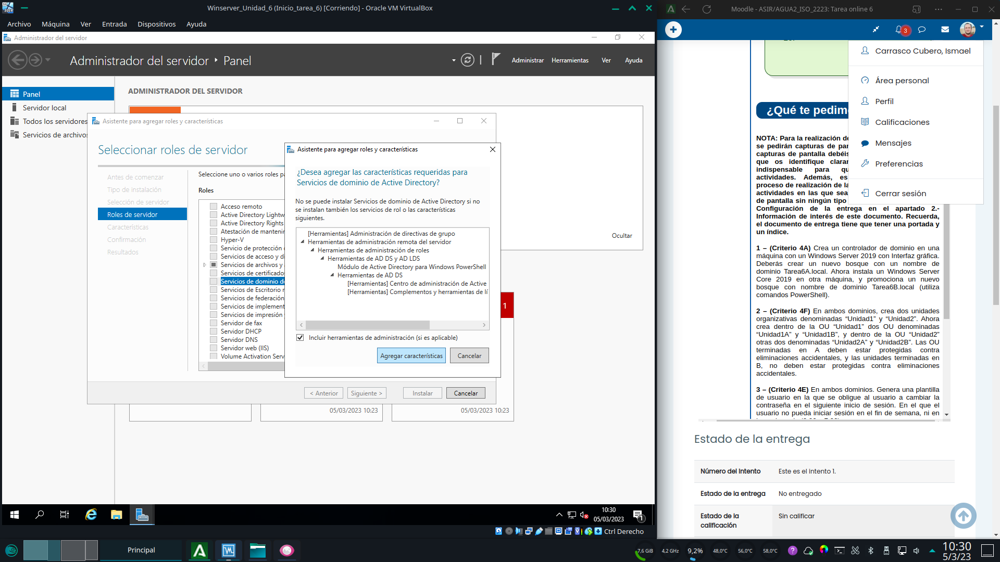 Winserver_Unidad_6 (Inicio_tarea_6) [Corriendo] - Oracle VM VirtualBox
Archivo Máquina Ver Entrada Dispositivos Ayuda
Administrador del servidor
Administrador del servidor Panel
Administrar Herramientas Ver Ayuda
Panel
Servidor local
Todos los servidores
Servicios de archivos
ADMINISTRADOR DEL SERVIDOR
Ocultar
1
05/03/2023 10:23
05/03/2023 10:23
Asistente para agregar roles y características
Seleccionar roles de servidor
Antes de comenzar
Tipo de instalación
Selección de servidor
Roles de servidor
Características
Confirmación
Resultados
Seleccione uno o varios roles pa
Roles
Acceso remoto
Active Directory Lightw
Active Directory Rights
Atestación de mantenir
Hyper-V
Servicio de protección
Servicios de acceso y di
Servicios de archivos y
Servicios de certificado
Servicios de dominio de
Servicios de Escritorio r
Servicios de federación
Servicios de implement
Servicios de impresión
Servidor de fax
Servidor DHCP
Servidor DNS
Servidor web (IIS)
Volume Activation Serv
< Anterior Siguiente > Instalar Cancelar
Asistente para agregar roles y características
¿Desea agregar las características requeridas para
Servicios de dominio de Active Directory?
No se puede instalar Servicios de dominio de Active Directory si no
se instalan también los servicios de rol o las características
siguientes.
[Herramientas] Administración de directivas de grupo
Herramientas de administración remota del servidor
Herramientas de administración de roles
Herramientas de AD DS y AD LDS
Módulo de Active Directory para Windows PowerShell
Herramientas de AD DS
[Herramientas] Centro de administración de Active
[Herramientas] Complementos y herramientas de lí
Incluir herramientas de administración (si es aplicable)
Agregar características Cancelar
10:30
05/03/2023
1
Ctrl Derecho
Moodle - ASIR/AGUA2_ISO_2223: Tarea online 6
3
Carrasco Cubero, Ismael
Área personal
Perfil
Calificaciones
Mensajes
Preferencias
Cerrar sesión
¿Qué te pedim
NOTA: Para la realización de
se pedirán capturas de pan
capturas de pantalla debéis
que os identifique claram
indispensable para qu
actividades. Además, es
proceso de realización de la
actividades en las que sea
de pantalla sin ningún tipo
Configuración de la entrega en el apartado 2.-
Información de interés de este documento. Recuerda,
el documento de entrega tiene que tener una portada y
un índice.
1 – (Criterio 4A) Crea un controlador de dominio en una
máquina con un Windows Server 2019 con Interfaz gráfica.
Deberás crear un nuevo bosque con un nombre de
dominio Tarea6A.local. Ahora instala un Windows Server
Core 2019 en otra máquina, y promociona un nuevo
bosque con nombre de dominio Tarea6B.local (utiliza
comandos PowerShell).
2 – (Criterio 4F) En ambos dominios, crea dos unidades
organizativas denominadas “Unidad1” y “Unidad2”. Ahora
crea dentro de la OU “Unidad1” dos OU denominadas
“Unidad1A” y “Unidad1B”, y dentro de la OU “Unidad2”
otras dos denominadas “Unidad2A” y “Unidad2B”. Las OU
terminadas en A deben estar protegidas contra
eliminaciones accidentales, y las unidades terminadas en
B, no deben estar protegidas contra eliminaciones
accidentales.
3 – (Criterio 4E) En ambos dominios. Genera una plantilla
de usuario en la que se obligue al usuario a cambiar la
contraseña en el siguiente inicio de sesión. En el que el
usuario no pueda iniciar sesión en el fin de semana, ni en
Estado de la entrega
Número del Intento Este es el intento 1.
Estado de la entrega No entregado
Estado de la calificación Sin calificar
Principal
7,6 GiB 4,2 GHz 9,2% 48,0°C 56,0°C 58,0°C
10:30
5/3/23